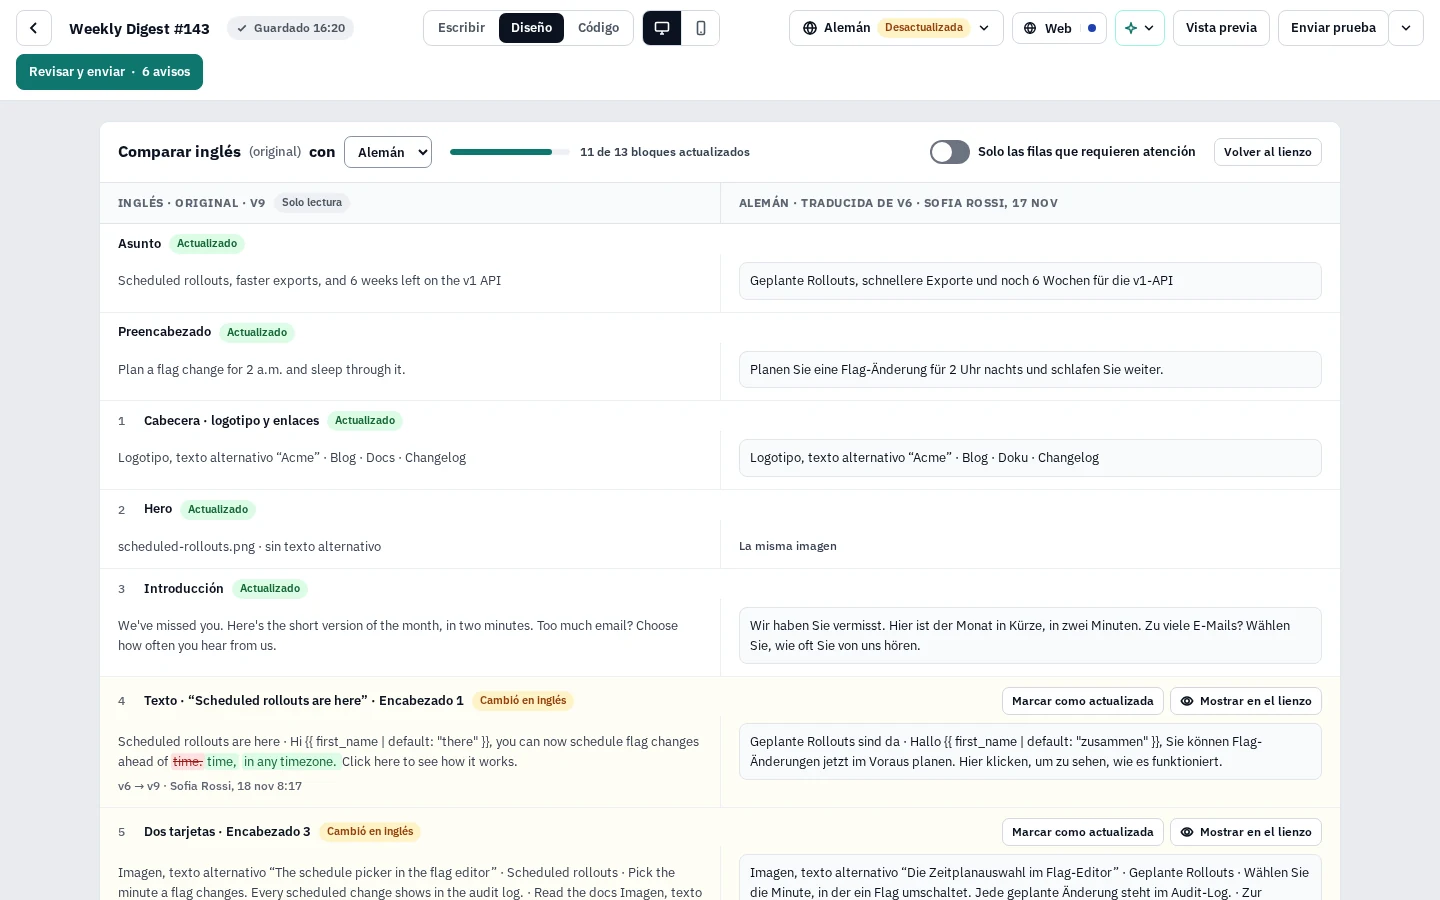 Weekly Digest #143
Guardado 16:20
Escribir
Diseño
Código
Alemán
Desactualizada
Web
Vista previa
Enviar prueba
Revisar y enviar · 6 avisos
Comparar inglés (original) con
Alemán
11 de 13 bloques actualizados
Solo las filas que requieren atención
Volver al lienzo
INGLÉS · ORIGINAL · V9
Solo lectura
ALEMÁN · TRADUCIDA DE V6 · SOFIA ROSSI, 17 NOV
Asunto
Actualizado
Scheduled rollouts, faster exports, and 6 weeks left on the v1 API
Geplante Rollouts, schnellere Exporte und noch 6 Wochen für die v1-API
Preencabezado
Actualizado
Plan a flag change for 2 a.m. and sleep through it.
Planen Sie eine Flag-Änderung für 2 Uhr nachts und schlafen Sie weiter.
1
Cabecera · logotipo y enlaces
Actualizado
Logotipo, texto alternativo “Acme” · Blog · Docs · Changelog
Logotipo, texto alternativo “Acme” · Blog · Doku · Changelog
2
Hero
Actualizado
scheduled-rollouts.png · sin texto alternativo
La misma imagen
3
Introducción
Actualizado
We've missed you. Here's the short version of the month, in two minutes. Too much email? Choose
how often you hear from us.
Wir haben Sie vermisst. Hier ist der Monat in Kürze, in zwei Minuten. Zu viele E-Mails? Wählen
Sie, wie oft Sie von uns hören.
4
Texto · “Scheduled rollouts are here” · Encabezado 1
Cambió en inglés
Marcar como actualizada
Mostrar en el lienzo
Scheduled rollouts are here · Hi {{ first_name | default: "there" }}, you can now schedule flag changes
ahead of time. time, in any timezone. Click here to see how it works.
v6 → v9 · Sofia Rossi, 18 nov 8:17
Geplante Rollouts sind da · Hallo {{ first_name | default: "zusammen" }}, Sie können Flag-
Änderungen jetzt im Voraus planen. Hier klicken, um zu sehen, wie es funktioniert.
5
Dos tarjetas · Encabezado 3
Cambió en inglés
Marcar como actualizada
Mostrar en el lienzo
Imagen, texto alternativo “The schedule picker in the flag editor” · Scheduled rollouts · Pick the
minute a flag changes. Every scheduled change shows in the audit log. · Read the docs Imagen, texto
Imagen, texto alternativo “Die Zeitplanauswahl im Flag-Editor” · Geplante Rollouts · Wählen Sie
die Minute, in der ein Flag umschaltet. Jede geplante Änderung steht im Audit-Log. · Zur